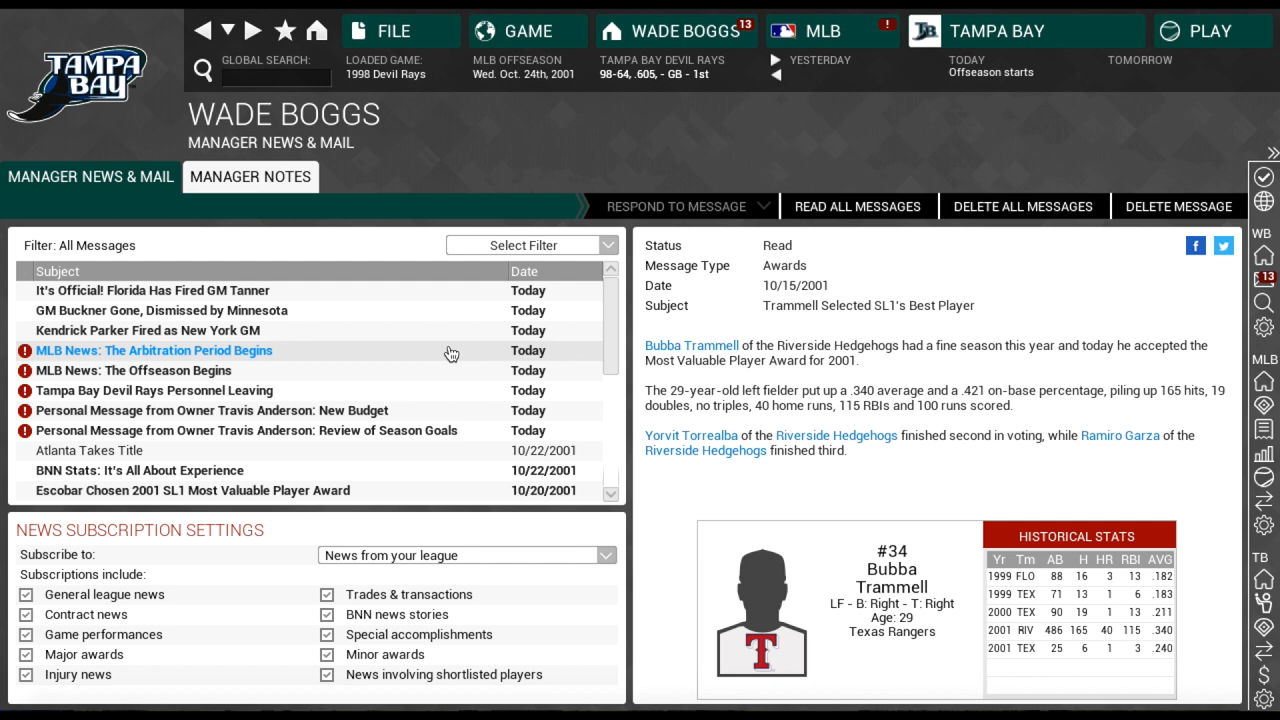 TAMPA BAY
FILE
GAME
WADE BOGGS 13
MLB !
TAMPA BAY
PLAY
GLOBAL SEARCH:
LOADED GAME:
1998 Devil Rays
MLB OFFSEASON
Wed. Oct. 24th, 2001
TAMPA BAY DEVIL RAYS
98-64, .605, - GB - 1st
YESTERDAY
TODAY
Offseason starts
TOMORROW
WADE BOGGS
MANAGER NEWS & MAIL
MANAGER NEWS & MAIL
MANAGER NOTES
RESPOND TO MESSAGE
READ ALL MESSAGES
DELETE ALL MESSAGES
DELETE MESSAGE
Filter: All Messages
Select Filter
Subject Date
It's Official! Florida Has Fired GM Tanner Today
GM Buckner Gone, Dismissed by Minnesota Today
Kendrick Parker Fired as New York GM Today
! MLB News: The Arbitration Period Begins Today
! MLB News: The Offseason Begins Today
! Tampa Bay Devil Rays Personnel Leaving Today
! Personal Message from Owner Travis Anderson: New Budget Today
! Personal Message from Owner Travis Anderson: Review of Season Goals Today
Atlanta Takes Title 10/22/2001
BNN Stats: It's All About Experience 10/22/2001
Escobar Chosen 2001 SL1 Most Valuable Player Award 10/20/2001
NEWS SUBSCRIPTION SETTINGS
Subscribe to: News from your league
Subscriptions include:
General league news Trades & transactions
Contract news BNN news stories
Game performances Special accomplishments
Major awards Minor awards
Injury news News involving shortlisted players
Status Read
Message Type Awards
Date 10/15/2001
Subject Trammell Selected SL1's Best Player
Bubba Trammell of the Riverside Hedgehogs had a fine season this year and today he accepted the
Most Valuable Player Award for 2001.
The 29-year-old left fielder put up a .340 average and a .421 on-base percentage, piling up 165 hits, 19
doubles, no triples, 40 home runs, 115 RBIs and 100 runs scored.
Yorvit Torrealba of the Riverside Hedgehogs finished second in voting, while Ramiro Garza of the
Riverside Hedgehogs finished third.
T
#34
Bubba
Trammell
LF - B: Right - T: Right
Age: 29
Texas Rangers
HISTORICAL STATS
Yr Tm AB H HR RBI AVG
1999 FLO 88 16 3 13 .182
1999 TEX 71 13 1 6 .183
2000 TEX 90 19 1 13 .211
2001 RIV 486 165 40 115 .340
2001 TEX 25 6 1 3 .240
WB
13
MLB
TB
$